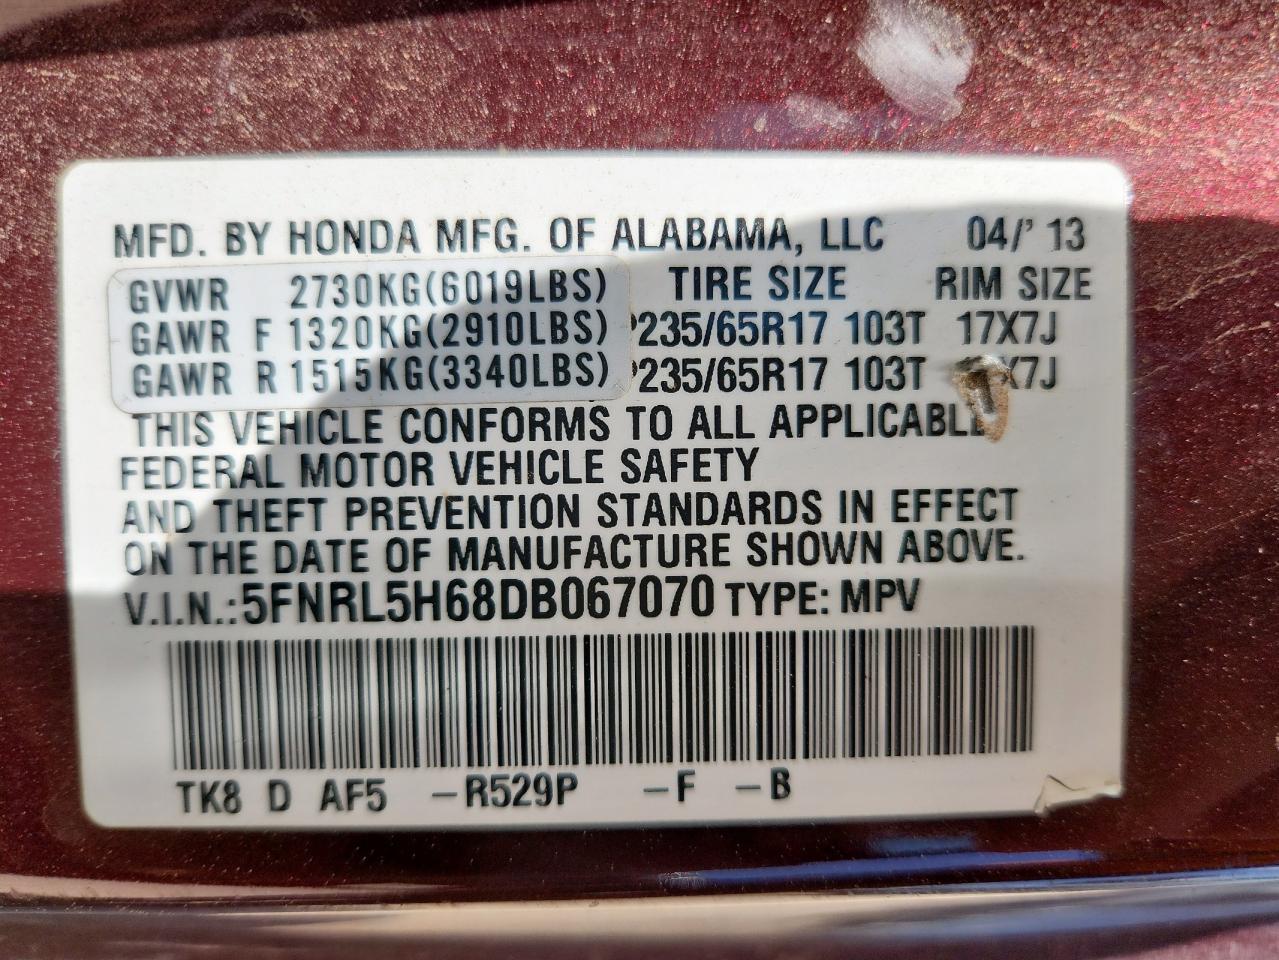 MFD. BY HONDA MFG. OF ALABAMA, LLC 04/' 13
GVWR 2730KG(6019LBS) TIRE SIZE RIM SIZE
GAWR F 1320KG(2910LBS) P235/65R17 103T 17X7J
GAWR R 1515KG(3340LBS) P235/65R17 103T X7J
THIS VEHICLE CONFORMS TO ALL APPLICABLE
FEDERAL MOTOR VEHICLE SAFETY
AND THEFT PREVENTION STANDARDS IN EFFECT
ON THE DATE OF MANUFACTURE SHOWN ABOVE.
V.I.N.:5FNRL5H68DB067070 TYPE: MPV
TK8 D AF5 -R529P -F -B